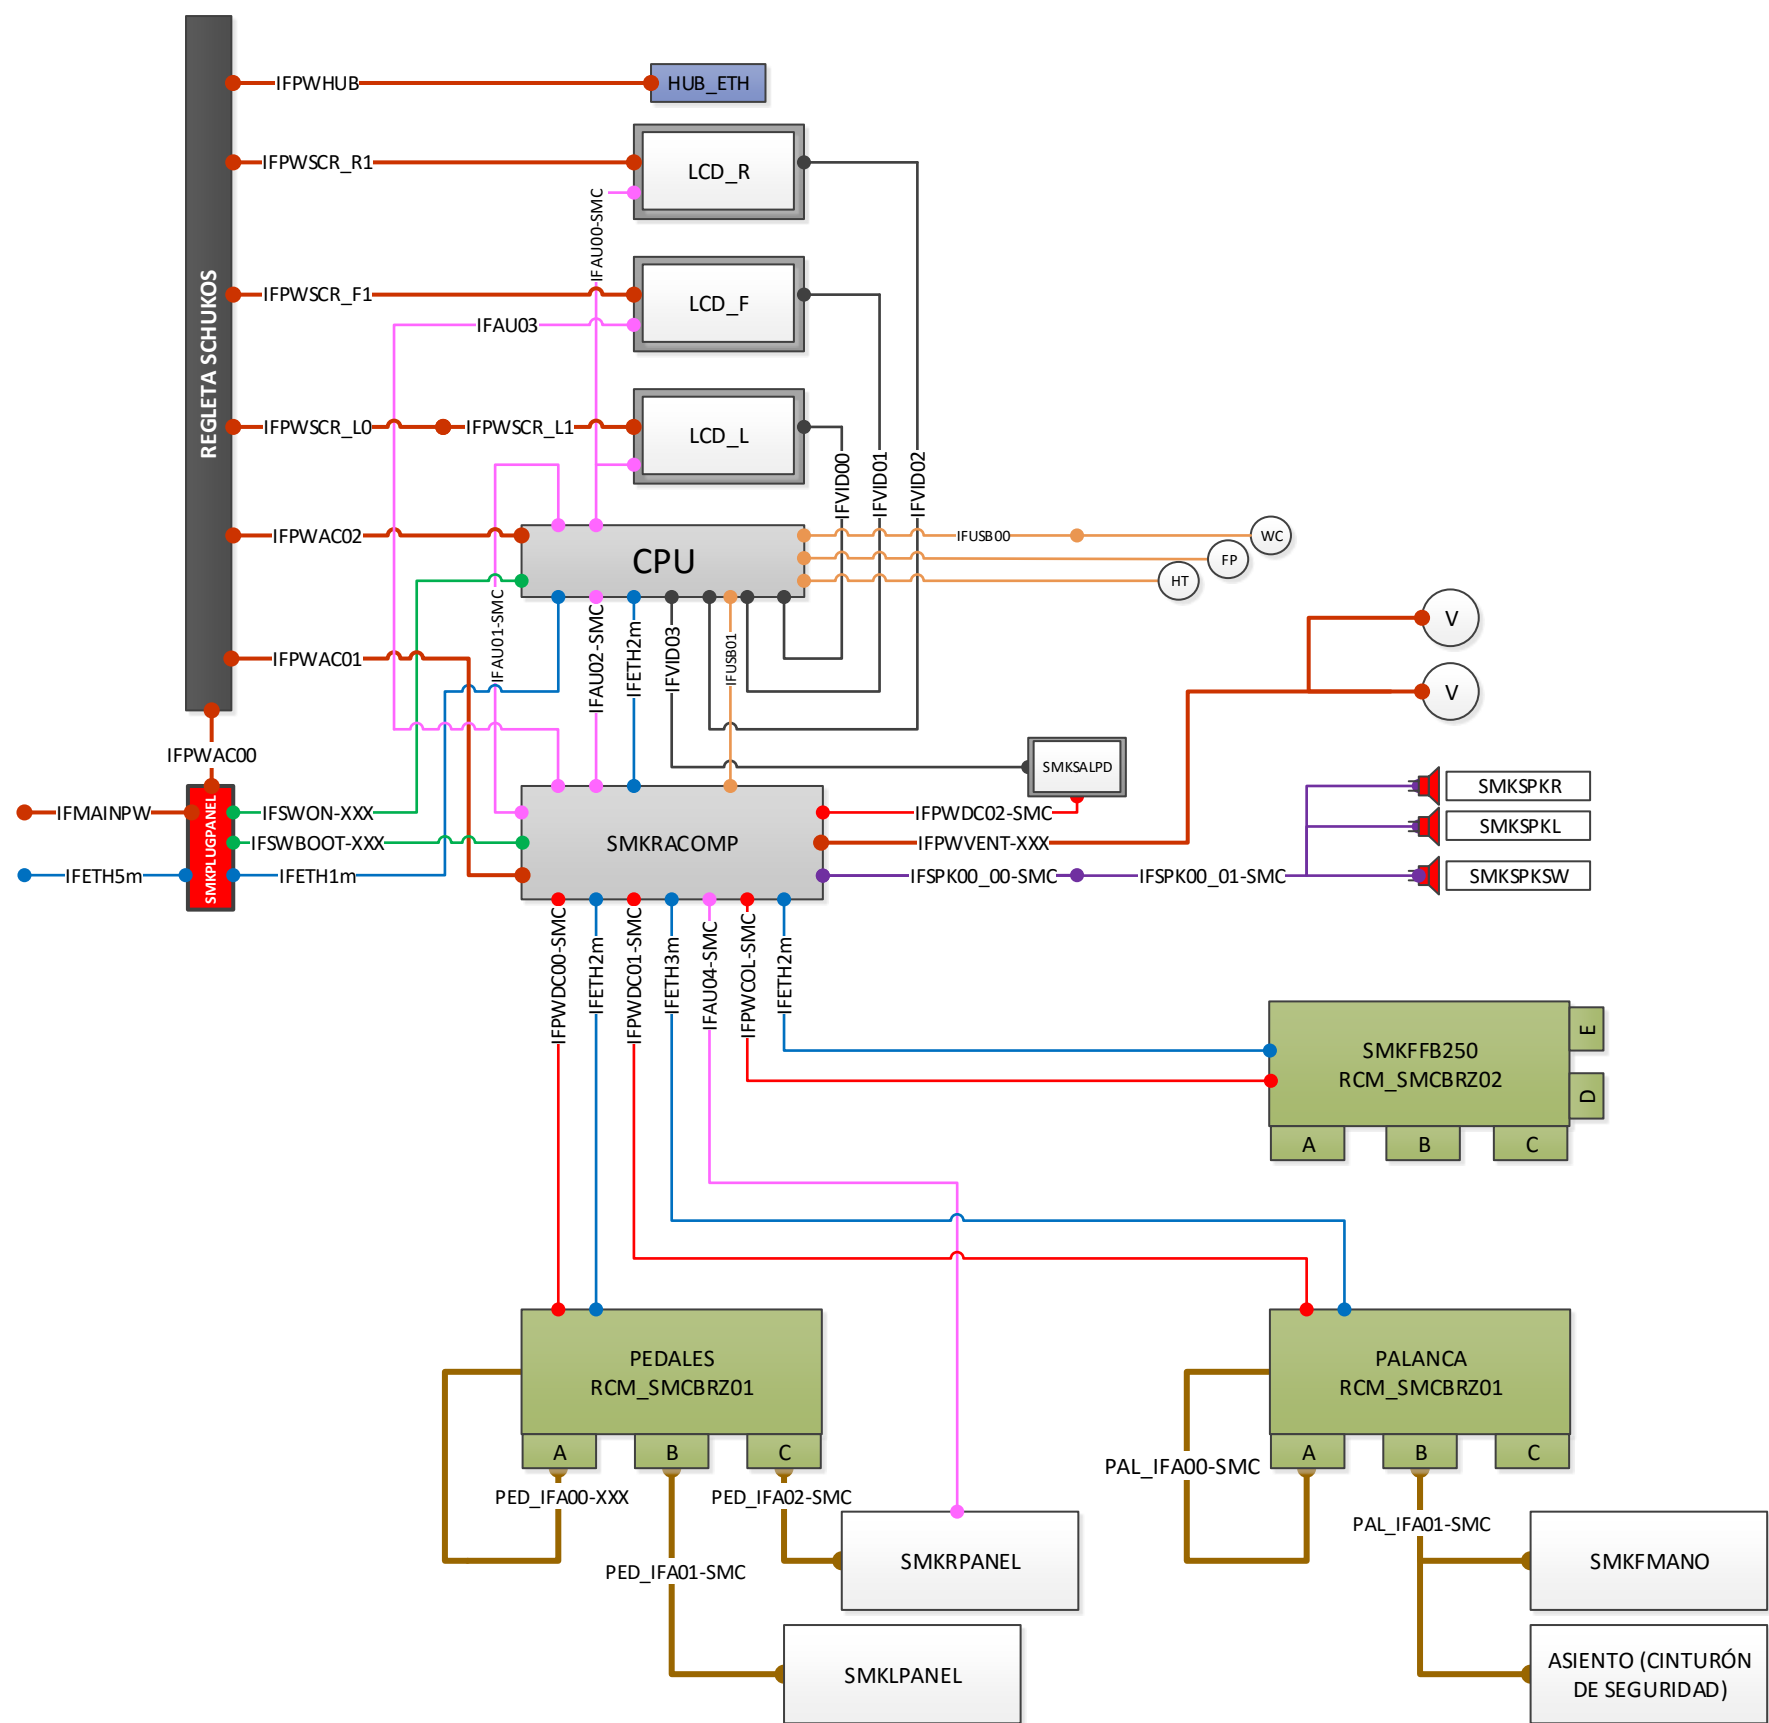 REGLETA SCHUKOS
IFPWHUB
HUB_ETH
IFPWSCR_R1
LCD_R
IFAU00-SMC
IFPWSCR_F1
LCD_F
IFAU03
IFPWSCR_L0
IFPWSCR_L1
LCD_L
IFVID00
IFVID01
IFVID02
IFPWAC02
CPU
IFUSB00
WC
FP
HT
IFAU01-SMC
IFAU02-SMC
IFETH2m
IFVID03
IFUSB01
V
V
IFPWAC01
IFPWAC00
SMKPLUGPANEL
IFMAINPW
IFETH5m
IFSWON-XXX
IFSWBOOT-XXX
IFETH1m
SMKRACOMP
SMKSALPD
IFPWDC02-SMC
IFPWVENT-XXX
IFSPK00_00-SMC
IFSPK00_01-SMC
SMKSPKR
SMKSPKL
SMKSPKSW
IFPWDC00-SMC
IFETH2m
IFPWDC01-SMC
IFETH3m
IFAU04-SMC
IFPWCOL-SMC
IFETH2m
SMKFFB250
RCM_SMCBRZ02
E
D
A
B
C
PEDALES
RCM_SMCBRZ01
A
B
C
PALANCA
RCM_SMCBRZ01
A
B
C
PED_IFA00-XXX
PED_IFA02-SMC
PED_IFA01-SMC
PAL_IFA00-SMC
PAL_IFA01-SMC
SMKRPANEL
SMKLPANEL
SMKFMANO
ASIENTO (CINTURÓN
DE SEGURIDAD)